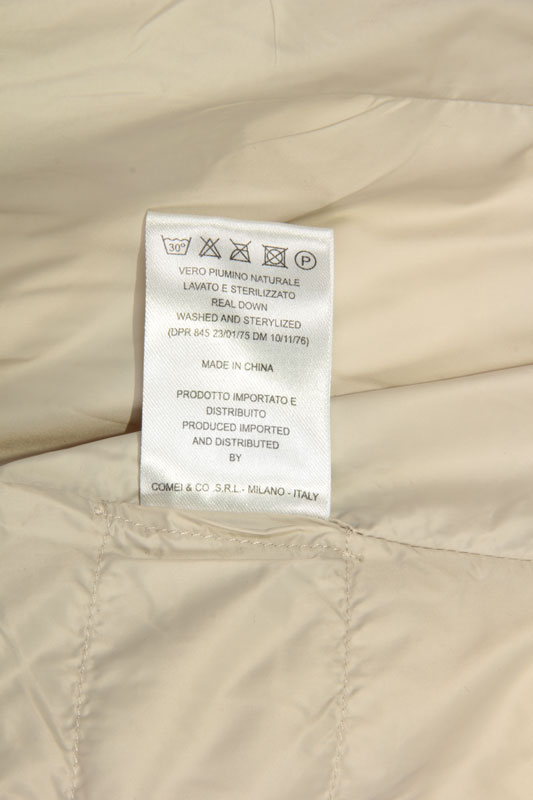 30° P
VERO PIUMINO NATURALE
LAVATO E STERILIZZATO
REAL DOWN
WASHED AND STERYLIZED
(DPR 845 23/01/75 DM 10/11/76)
MADE IN CHINA
PRODOTTO IMPORTATO E
DISTRIBUITO
PRODUCED IMPORTED
AND DISTRIBUTED
BY
COMEI & CO .S.R.L - MILANO - ITALY